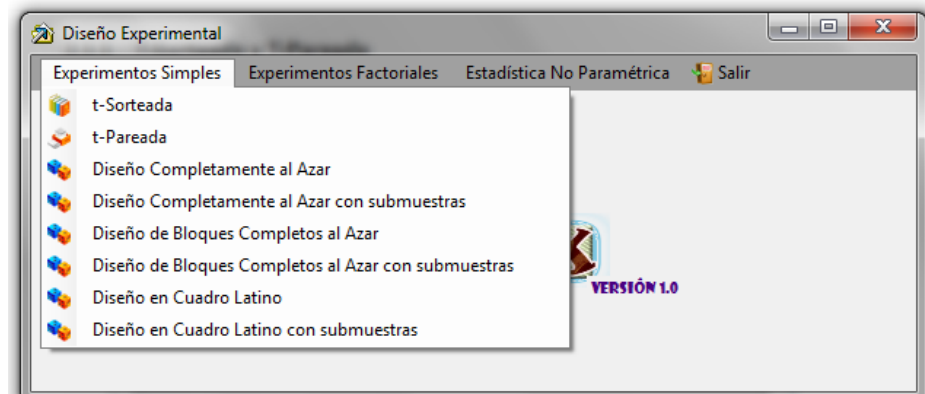 Diseño Experimental
Experimentos Simples Experimentos Factoriales Estadística No Paramétrica Salir
t-Sorteada
t-Pareada
Diseño Completamente al Azar
Diseño Completamente al Azar con submuestras
Diseño de Bloques Completos al Azar
Diseño de Bloques Completos al Azar con submuestras
VERSIÓN 1.0
Diseño en Cuadro Latino
Diseño en Cuadro Latino con submuestras